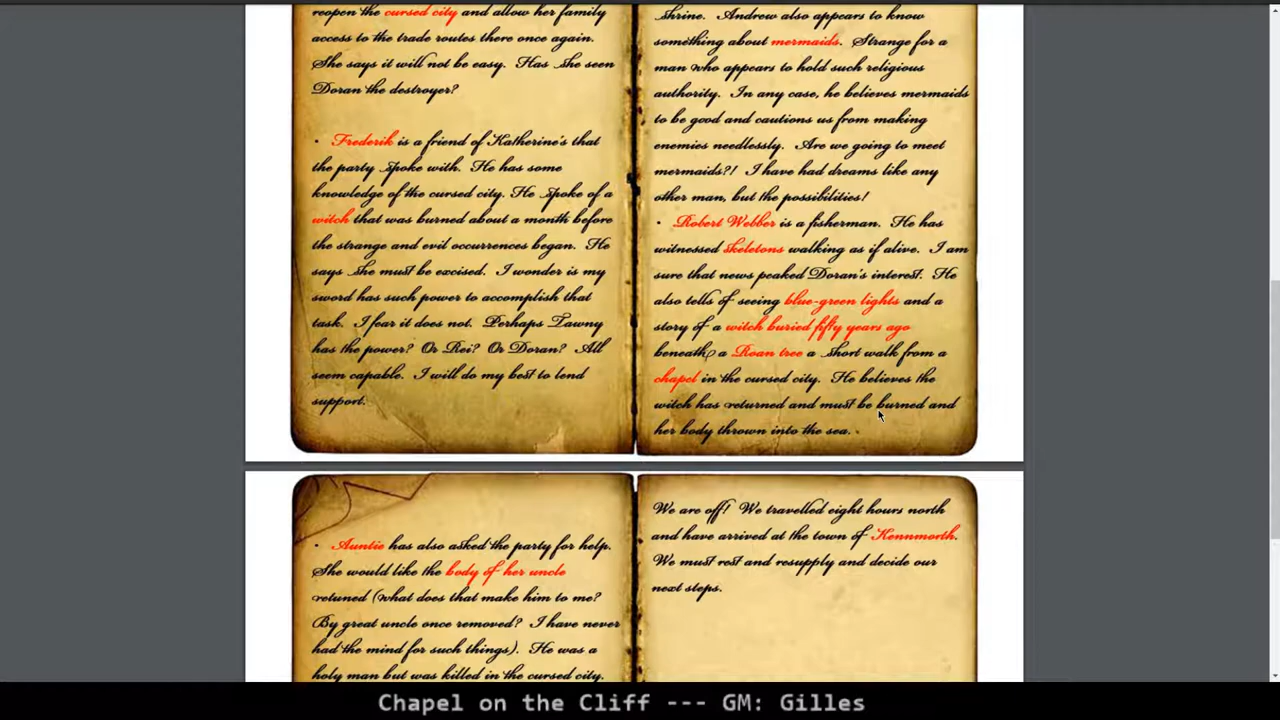 reopen the cursed city and allow her family
access to the trade routes there once again.
She says it will not be easy. Has she seen
Doran the destroyer?
· Frederik is a friend of Katherine's that
the party spoke with. He has some
knowledge of the cursed city. He spoke of a
witch that was burned about a month before
the strange and evil occurrences began. He
says she must be excised. I wonder is my
sword has such power to accomplish that
task. I fear it does not. Perhaps Tawny
has the power? Or Rei? Or Doran? All
seem capable. I will do my best to lend
support.
shrine. Andrew also appears to know
something about mermaids. Strange for a
man who appears to hold such religious
authority. In any case, he believes mermaids
to be good and cautions us from making
enemies needlessly. Are we going to meet
mermaids?! I have had dreams like any
other man, but the possibilities!
· Robert Webber is a fisherman. He has
witnessed skeletons walking as if alive. I am
sure that news peaked Doran's interest. He
also tells of seeing blue-green lights and a
story of a witch buried fifty years ago
beneath a Roan tree a short walk from a
chapel in the cursed city. He believes the
witch has returned and must be burned and
her body thrown into the sea.
· Auntie has also asked the party for help.
She would like the body of her uncle
retuned (what does that make him to me?
By great uncle once removed? I have never
had the mind for such things). He was a
holy man but was killed in the cursed city.
We are off! We travelled eight hours north
and have arrived at the town of Kennmorth.
We must rest and resupply and decide our
next steps.
Chapel on the Cliff --- GM: Gilles